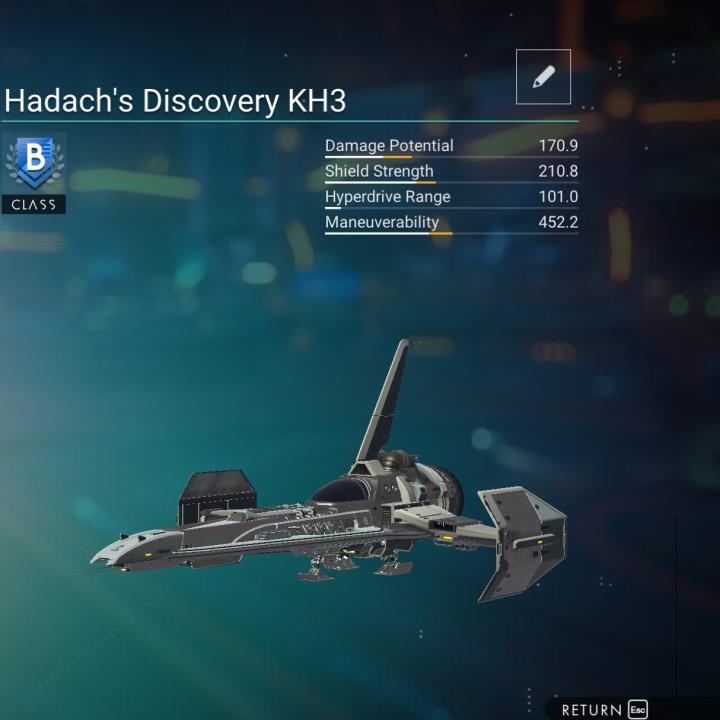 Hadach's Discovery KH3
B
CLASS
Damage Potential 170.9
Shield Strength 210.8
Hyperdrive Range 101.0
Maneuverability 452.2
RETURN Esc